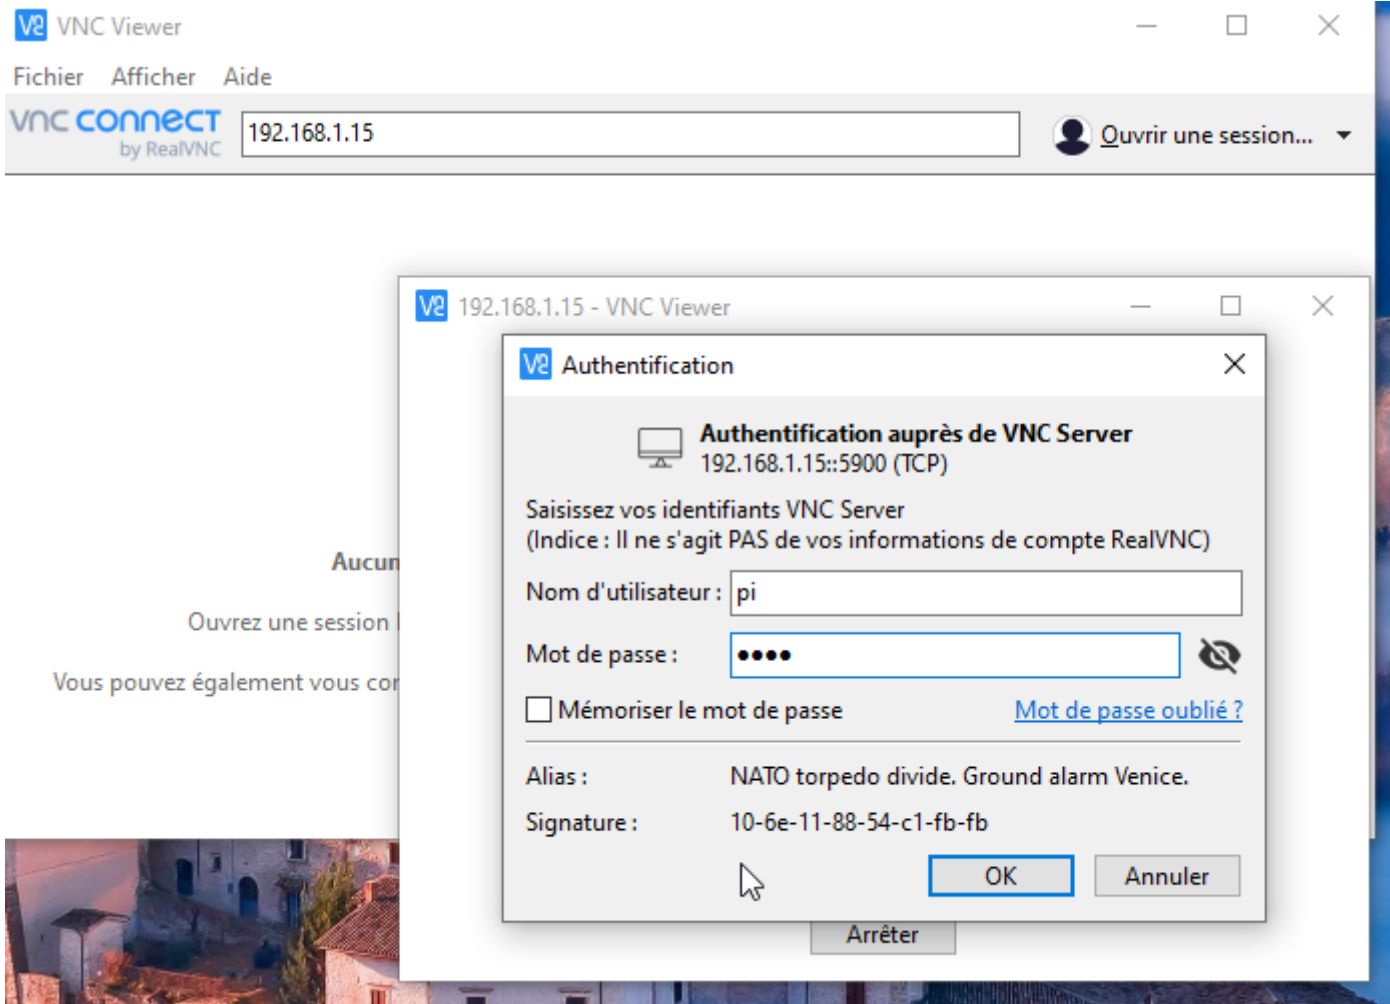 VNC Viewer
Fichier Afficher Aide
vnc connect
by RealVNC
192.168.1.15
Ouvrir une session...
192.168.1.15 - VNC Viewer
Authentification
Authentification auprès de VNC Server
192.168.1.15::5900 (TCP)
Saisissez vos identifiants VNC Server
(Indice : Il ne s'agit PAS de vos informations de compte RealVNC)
Aucun
Nom d'utilisateur : pi
Ouvrez une session
Mot de passe : ••••
Vous pouvez également vous cor
Mémoriser le mot de passe Mot de passe oublié ?
Alias : NATO torpedo divide. Ground alarm Venice.
Signature : 10-6e-11-88-54-c1-fb-fb
OK Annuler
Arrêter